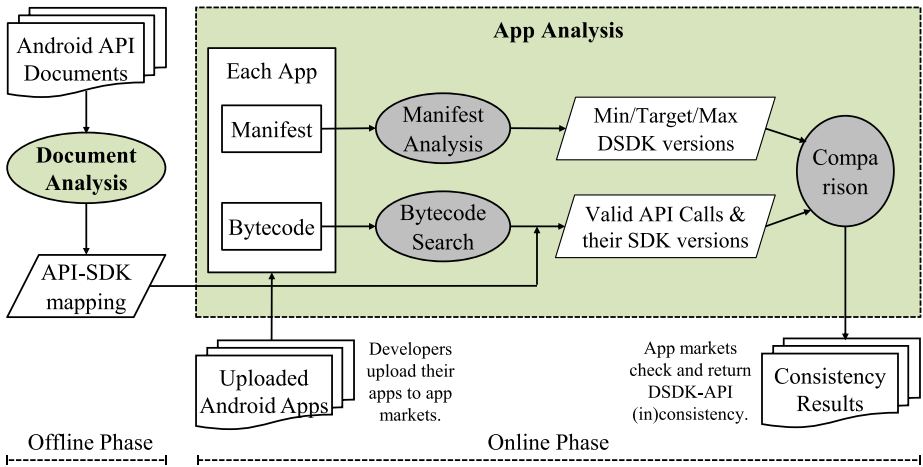 Android API
Documents
Document
Analysis
API-SDK
mapping
App Analysis
Each App
Manifest
Bytecode
Manifest
Analysis
Bytecode
Search
Min/Target/Max
DSDK versions
Valid API Calls &
their SDK versions
Compa
rison
Uploaded
Android Apps
Developers
upload their
apps to app
markets.
App markets
check and return
DSDK-API
(in)consistency.
Consistency
Results
Offline Phase
Online Phase